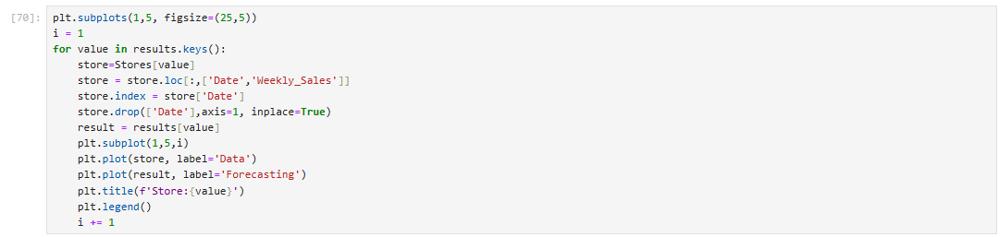 [70]: plt.subplots(1,5, figsize=(25,5))
i = 1
for value in results.keys():
    store=Stores[value]
    store = store.loc[:,['Date','Weekly_Sales']]
    store.index = store['Date']
    store.drop(['Date'],axis=1, inplace=True)
    result = results[value]
    plt.subplot(1,5,i)
    plt.plot(store, label='Data')
    plt.plot(result, label='Forecasting')
    plt.title(f'Store:{value}')
    plt.legend()
    i += 1